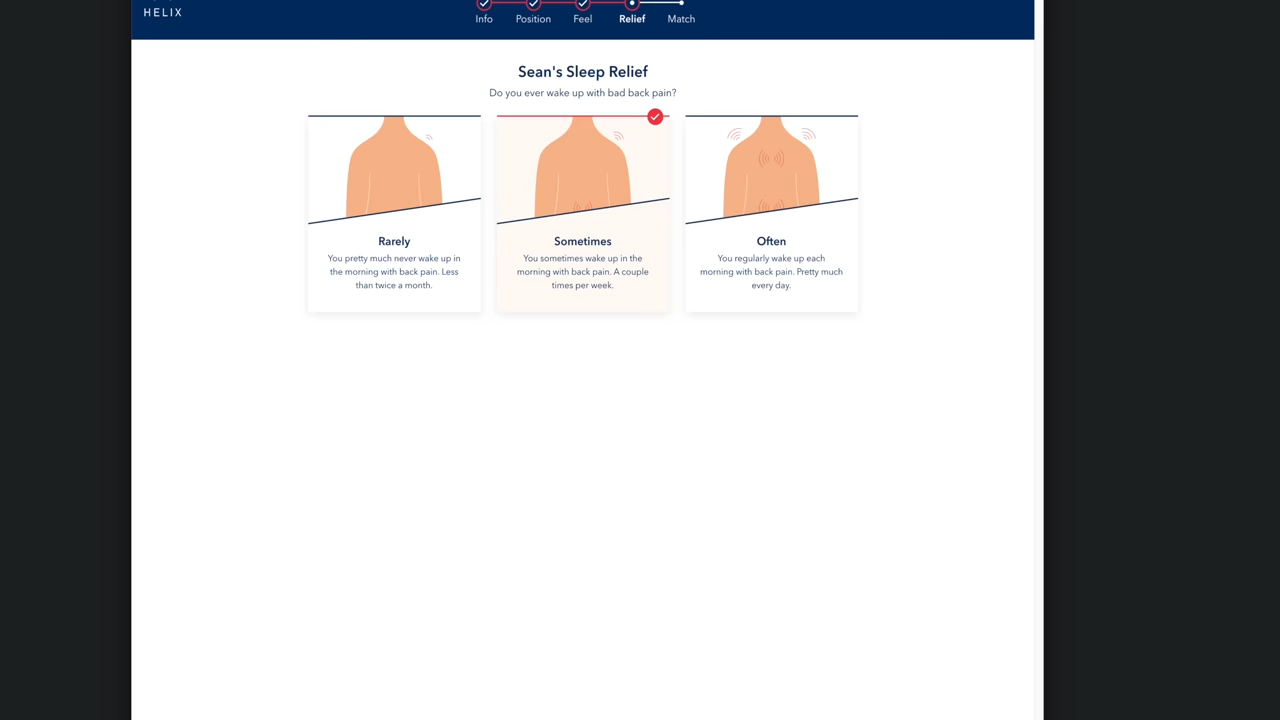 HELIX
Info Position Feel Relief Match
Sean's Sleep Relief
Do you ever wake up with bad back pain?
Rarely
You pretty much never wake up in
the morning with back pain. Less
than twice a month.
Sometimes
You sometimes wake up in the
morning with back pain. A couple
times per week.
Often
You regularly wake up each
morning with back pain. Pretty much
every day.